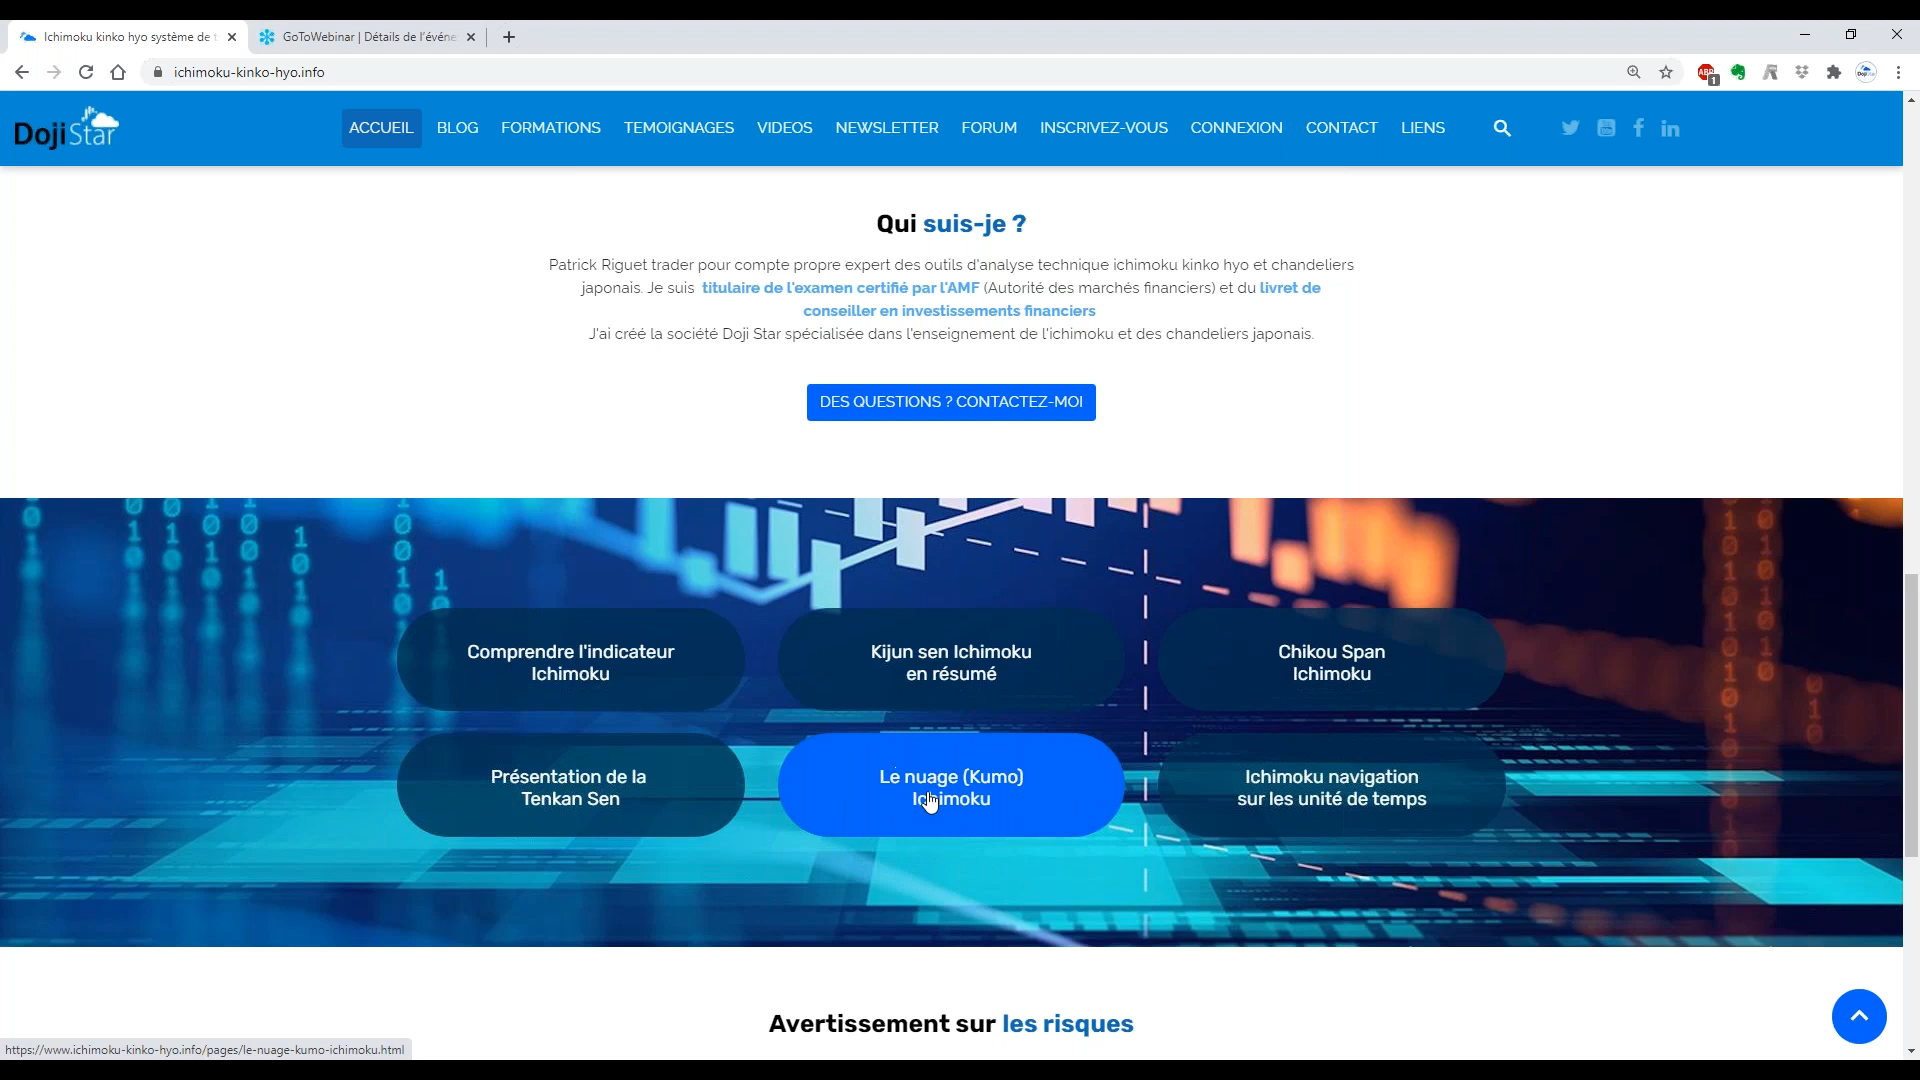 Ichimoku kinko hyo système de t
GoToWebinar | Détails de l'événe
ichimoku-kinko-hyo.info
ABP
1
DojiStar
ACCUEIL BLOG FORMATIONS TEMOIGNAGES VIDEOS NEWSLETTER FORUM INSCRIVEZ-VOUS CONNEXION CONTACT LIENS
Qui suis-je ?
Patrick Riguet trader pour compte propre expert des outils d'analyse technique ichimoku kinko hyo et chandeliers
japonais. Je suis titulaire de l'examen certifié par l'AMF (Autorité des marchés financiers) et du livret de
conseiller en investissements financiers
J'ai créé la société Doji Star spécialisée dans l'enseignement de l'ichimoku et des chandeliers japonais.
DES QUESTIONS ? CONTACTEZ-MOI
Comprendre l'indicateur
Ichimoku
Kijun sen Ichimoku
en résumé
Chikou Span
Ichimoku
Présentation de la
Tenkan Sen
Le nuage (Kumo)
Ichimoku
Ichimoku navigation
sur les unité de temps
Avertissement sur les risques
https://www.ichimoku-kinko-hyo.info/pages/le-nuage-kumo-ichimoku.html